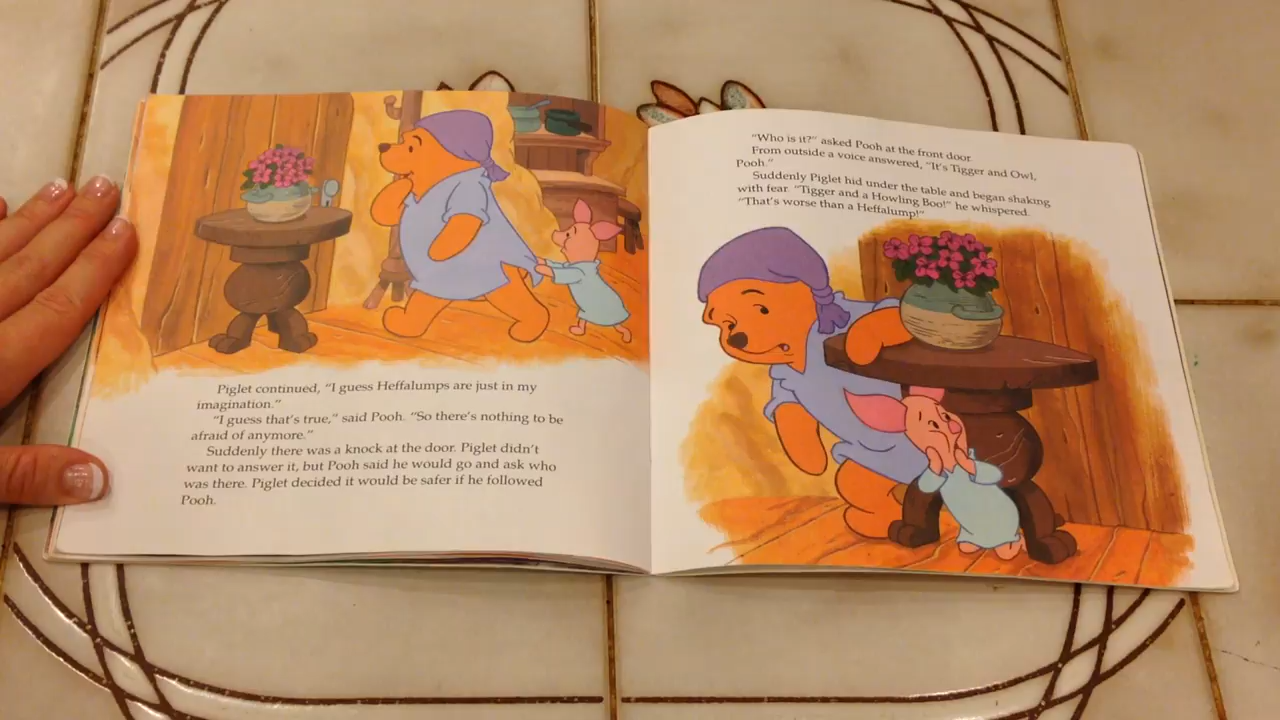 Piglet continued, “I guess Heffalumps are just in my
imagination.”
“I guess that’s true,” said Pooh. “So there’s nothing to be
afraid of anymore.”
Suddenly there was a knock at the door. Piglet didn’t
want to answer it, but Pooh said he would go and ask who
was there. Piglet decided it would be safer if he followed
Pooh.
“Who is it?” asked Pooh at the front door.
From outside a voice answered, “It’s Tigger and Owl,
Pooh.”
Suddenly Piglet hid under the table and began shaking
with fear. “Tigger and a Howling Boo!” he whispered.
“That’s worse than a Heffalump!”